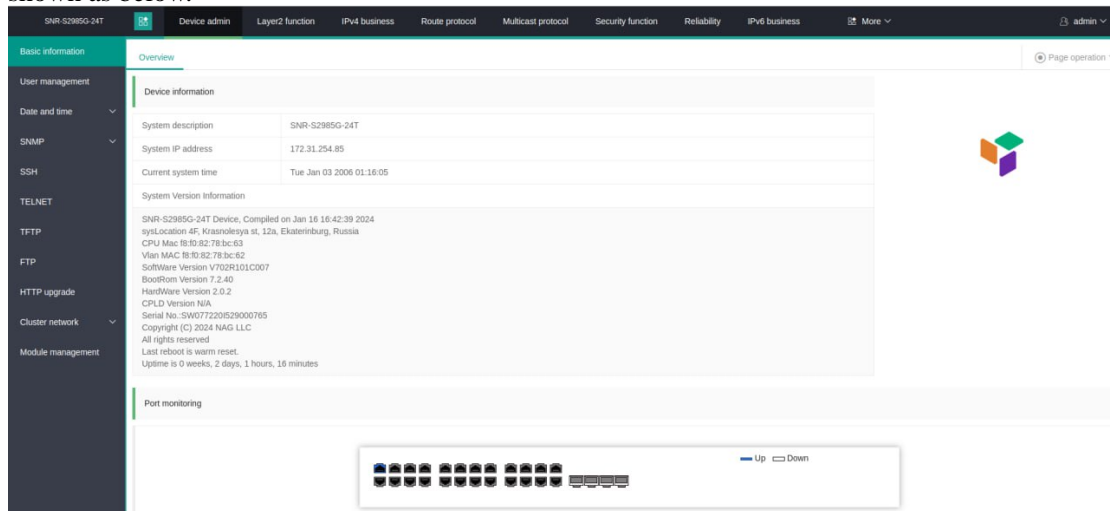 shown as below.
SNR-S2985G-24T
Device admin
Layer2 function
IPv4 business
Route protocol
Multicast protocol
Security function
Reliability
IPv6 business
More
admin
Basic information
User management
Date and time
SNMP
SSH
TELNET
TFTP
FTP
HTTP upgrade
Cluster network
Module management
Overview
Page operation
Device information
System description SNR-S2985G-24T
System IP address 172.31.254.85
Current system time Tue Jan 03 2006 01:16:05
System Version Information
SNR-S2985G-24T Device, Compiled on Jan 16 16:42:39 2024
sysLocation 4F, Krasnolesya st, 12a, Ekaterinburg, Russia
CPU Mac f8:f0:82:78:bc:63
Vlan MAC f8:f0:82:78:bc:62
SoftWare Version V702R101C007
BootRom Version 7.2.40
HardWare Version 2.0.2
CPLD Version N/A
Serial No.:SW077220I529000765
Copyright (C) 2024 NAG LLC
All rights reserved
Last reboot is warm reset.
Uptime is 0 weeks, 2 days, 1 hours, 16 minutes
Port monitoring
Up Down